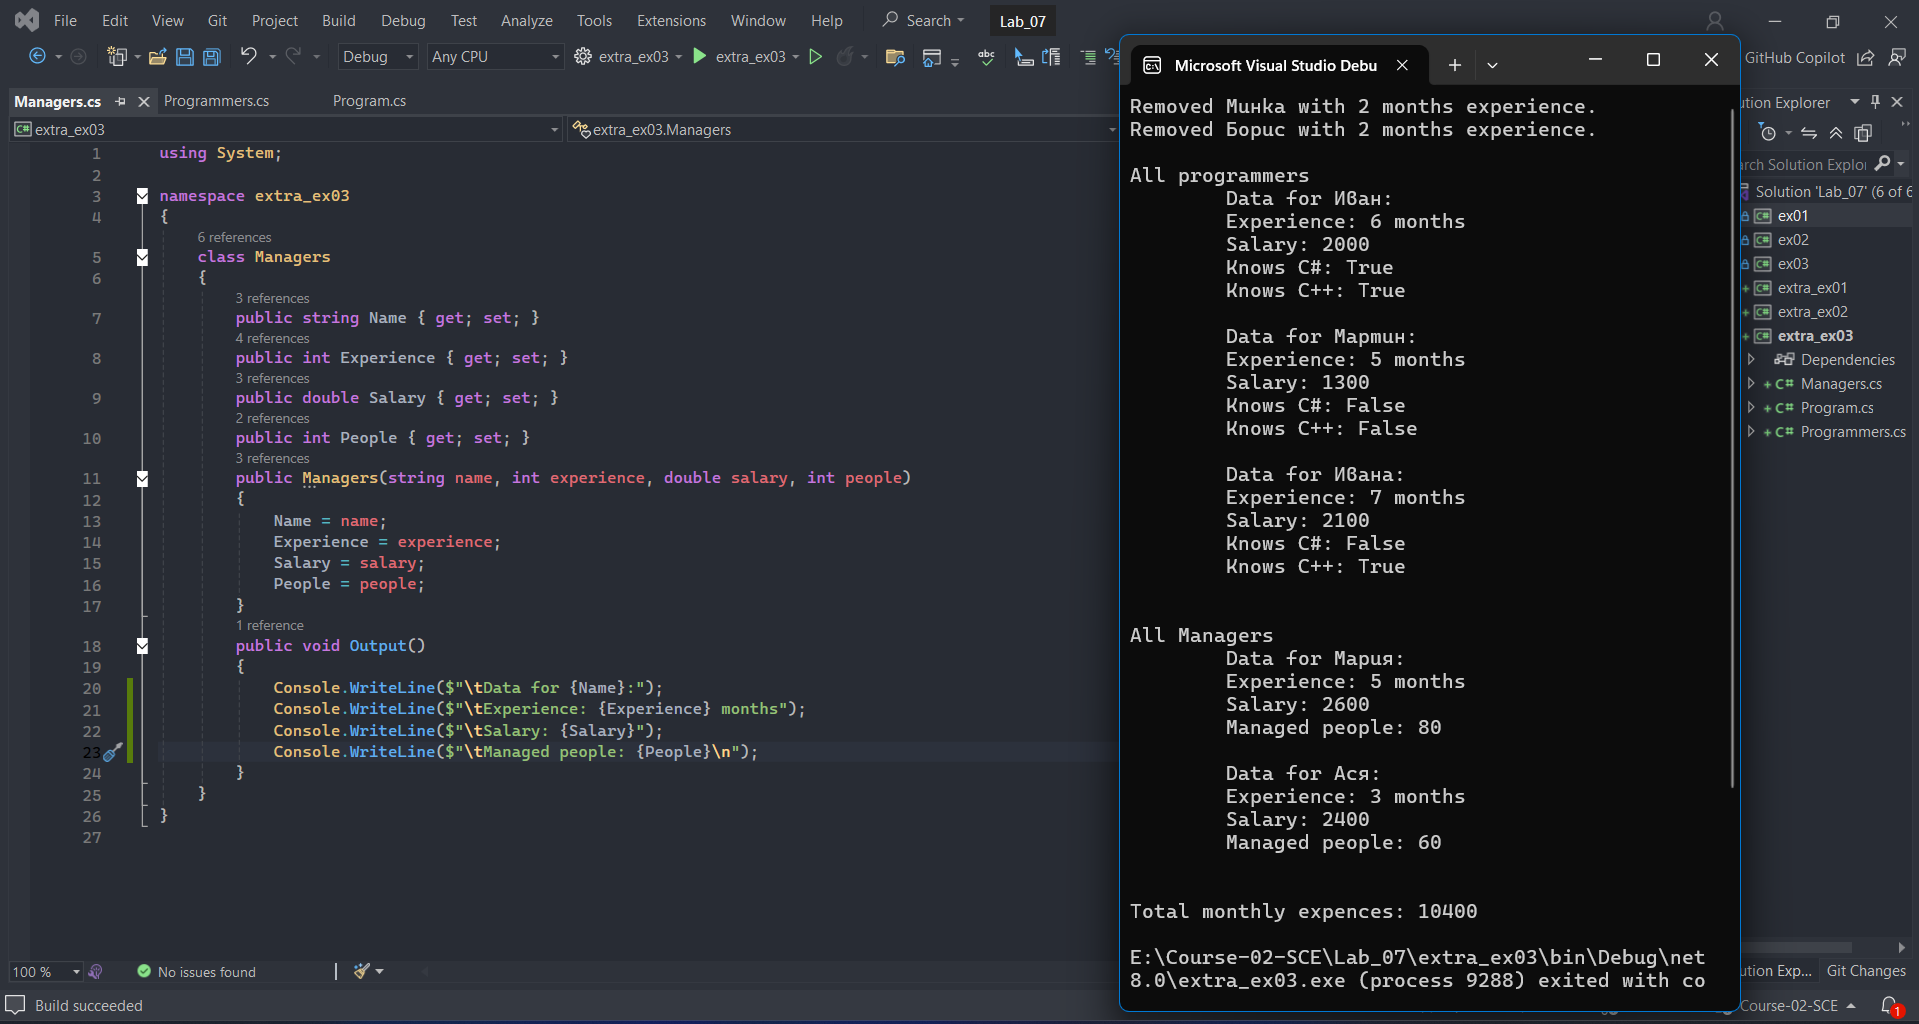 File Edit View Git Project Build Debug Test Analyze Tools Extensions Window Help Search Lab_07
Debug Any CPU extra_ex03 extra_ex03 GitHub Copilot
Managers.cs Programmers.cs Program.cs
extra_ex03 extra_ex03.Managers
1 using System;
2
3 namespace extra_ex03
4 {
6 references
5 class Managers
6 {
3 references
7 public string Name { get; set; }
4 references
8 public int Experience { get; set; }
3 references
9 public double Salary { get; set; }
2 references
10 public int People { get; set; }
3 references
11 public Managers(string name, int experience, double salary, int people)
12 {
13 Name = name;
14 Experience = experience;
15 Salary = salary;
16 People = people;
17 }
1 reference
18 public void Output()
19 {
20 Console.WriteLine($"\tData for {Name}:");
21 Console.WriteLine($"\tExperience: {Experience} months");
22 Console.WriteLine($"\tSalary: {Salary}");
23 Console.WriteLine($"\tManaged people: {People}\n");
24 }
25 }
26 }
27
100 % No issues found
Build succeeded
Microsoft Visual Studio Debu
Removed Минка with 2 months experience.
Removed Борис with 2 months experience.
All programmers
Data for Иван:
Experience: 6 months
Salary: 2000
Knows C#: True
Knows C++: True
Data for Мартин:
Experience: 5 months
Salary: 1300
Knows C#: False
Knows C++: False
Data for Ивана:
Experience: 7 months
Salary: 2100
Knows C#: False
Knows C++: True
All Managers
Data for Мария:
Experience: 5 months
Salary: 2600
Managed people: 80
Data for Ася:
Experience: 3 months
Salary: 2400
Managed people: 60
Total monthly expences: 10400
E:\Course-02-SCE\Lab_07\extra_ex03\bin\Debug\net
8.0\extra_ex03.exe (process 9288) exited with co
ution Explorer
rch Solution Explo
Solution 'Lab_07' (6 of 6
ex01
ex02
ex03
extra_ex01
extra_ex02
extra_ex03
Dependencies
C# Managers.cs
C# Program.cs
C# Programmers.cs
ution Exp... Git Changes
Course-02-SCE 1